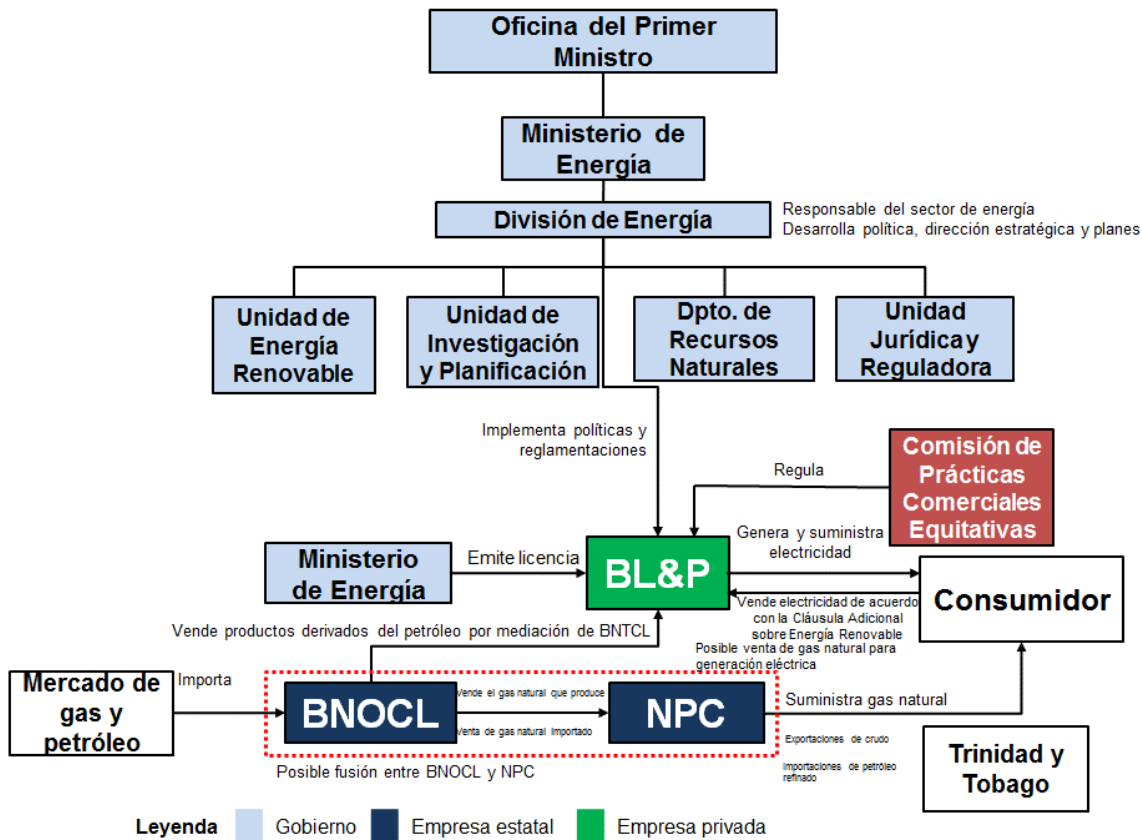 Oficina del Primer
Ministro
Ministerio de
Energía
División de Energía
Responsable del sector de energía
Desarrolla política, dirección estratégica y planes
Unidad de
Energía
Renovable
Unidad de
Investigación
y Planificación
Dpto. de
Recursos
Naturales
Unidad
Jurídica y
Reguladora
Implementa políticas y
reglamentaciones
Comisión de
Prácticas
Comerciales
Equitativas
Regula
Genera y suministra
electricidad
Ministerio
de Energía
Emite licencia
BL&P
Consumidor
Vende electricidad de acuerdo
con la Cláusula Adicional
sobre Energía Renovable
Vende productos derivados del petróleo por mediación de BNTCL
Posible venta de gas natural para
generación eléctrica
Mercado de
gas y
petróleo
Importa
BNOCL
Vende el gas natural que produce
Venta de gas natural Importado
NPC
Suministra gas natural
Exportaciones de crudo
Importaciones de petróleo
refinado
Trinidad y
Tobago
Posible fusión entre BNOCL y NPC
Leyenda
Gobierno
Empresa estatal
Empresa privada